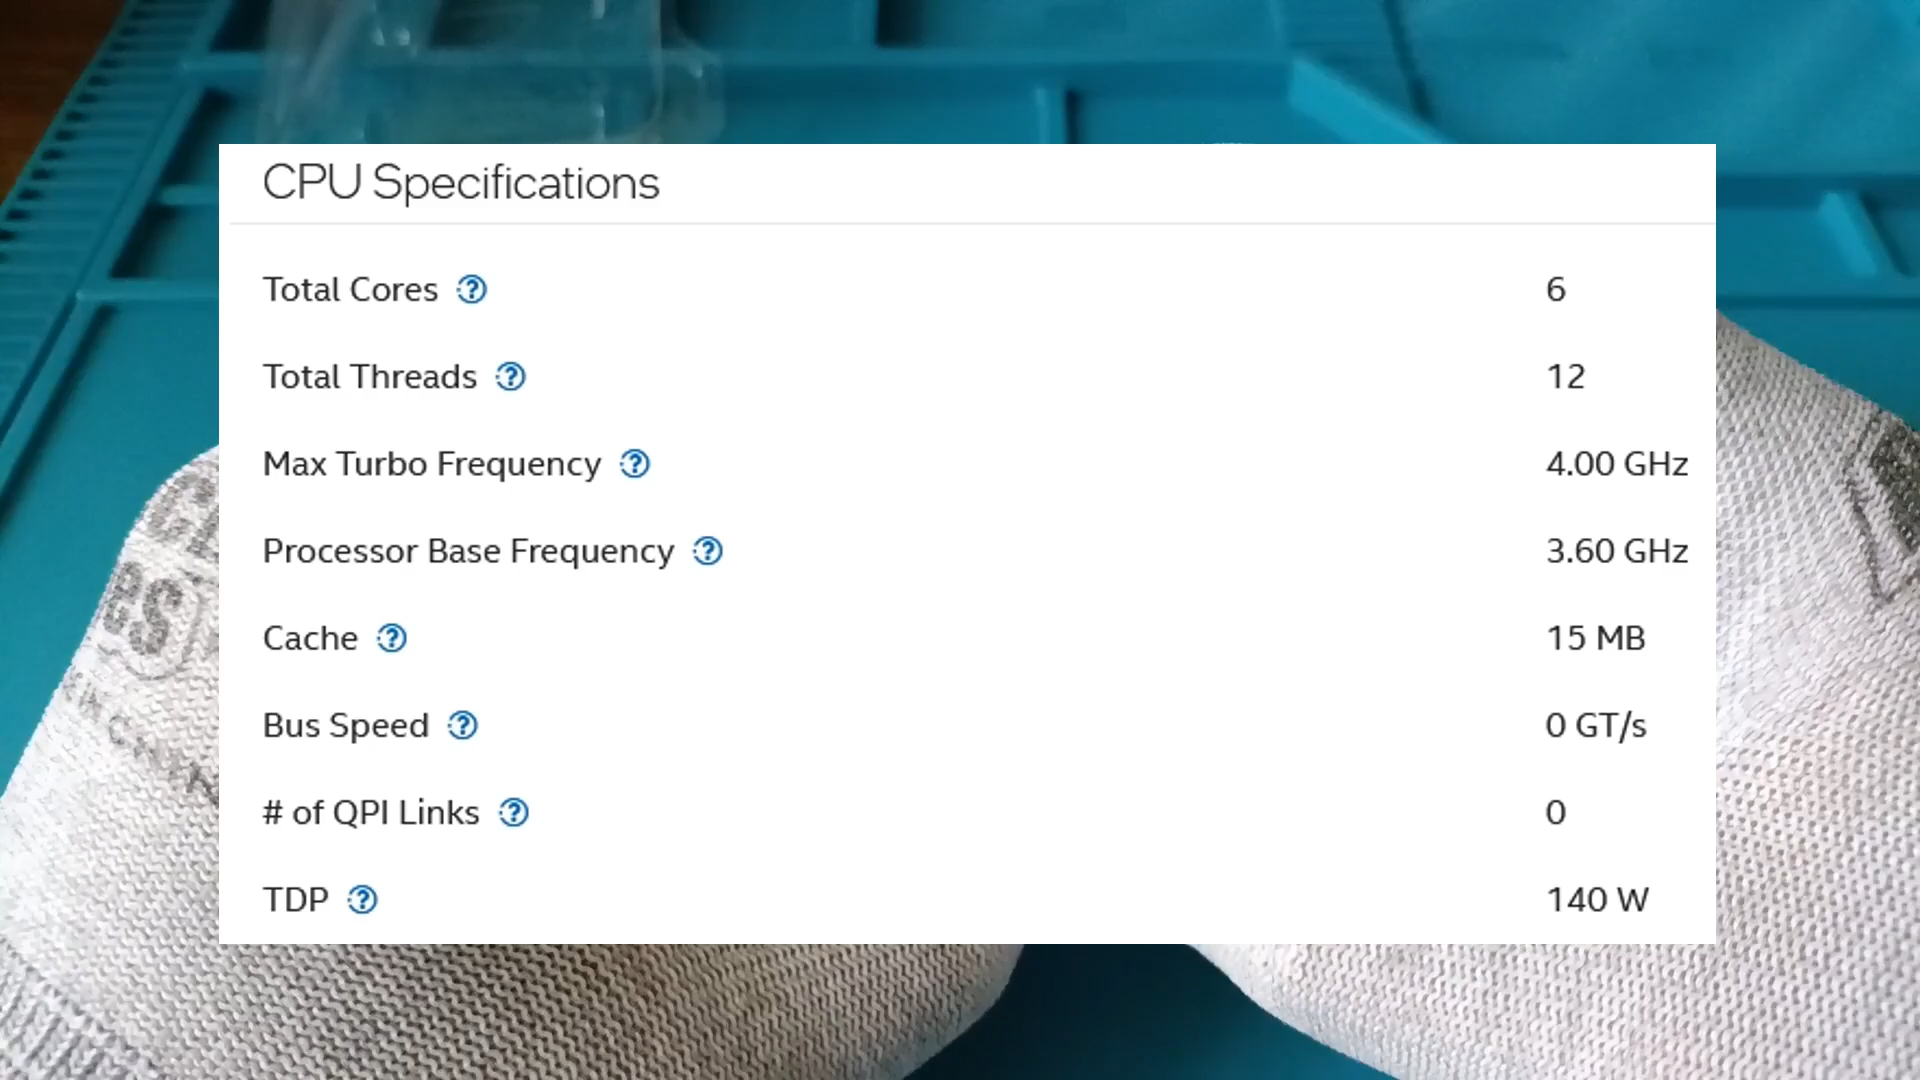 CPU Specifications
Total Cores 6
Total Threads 12
Max Turbo Frequency 4.00 GHz
Processor Base Frequency 3.60 GHz
Cache 15 MB
Bus Speed 0 GT/s
# of QPI Links 0
TDP 140 W